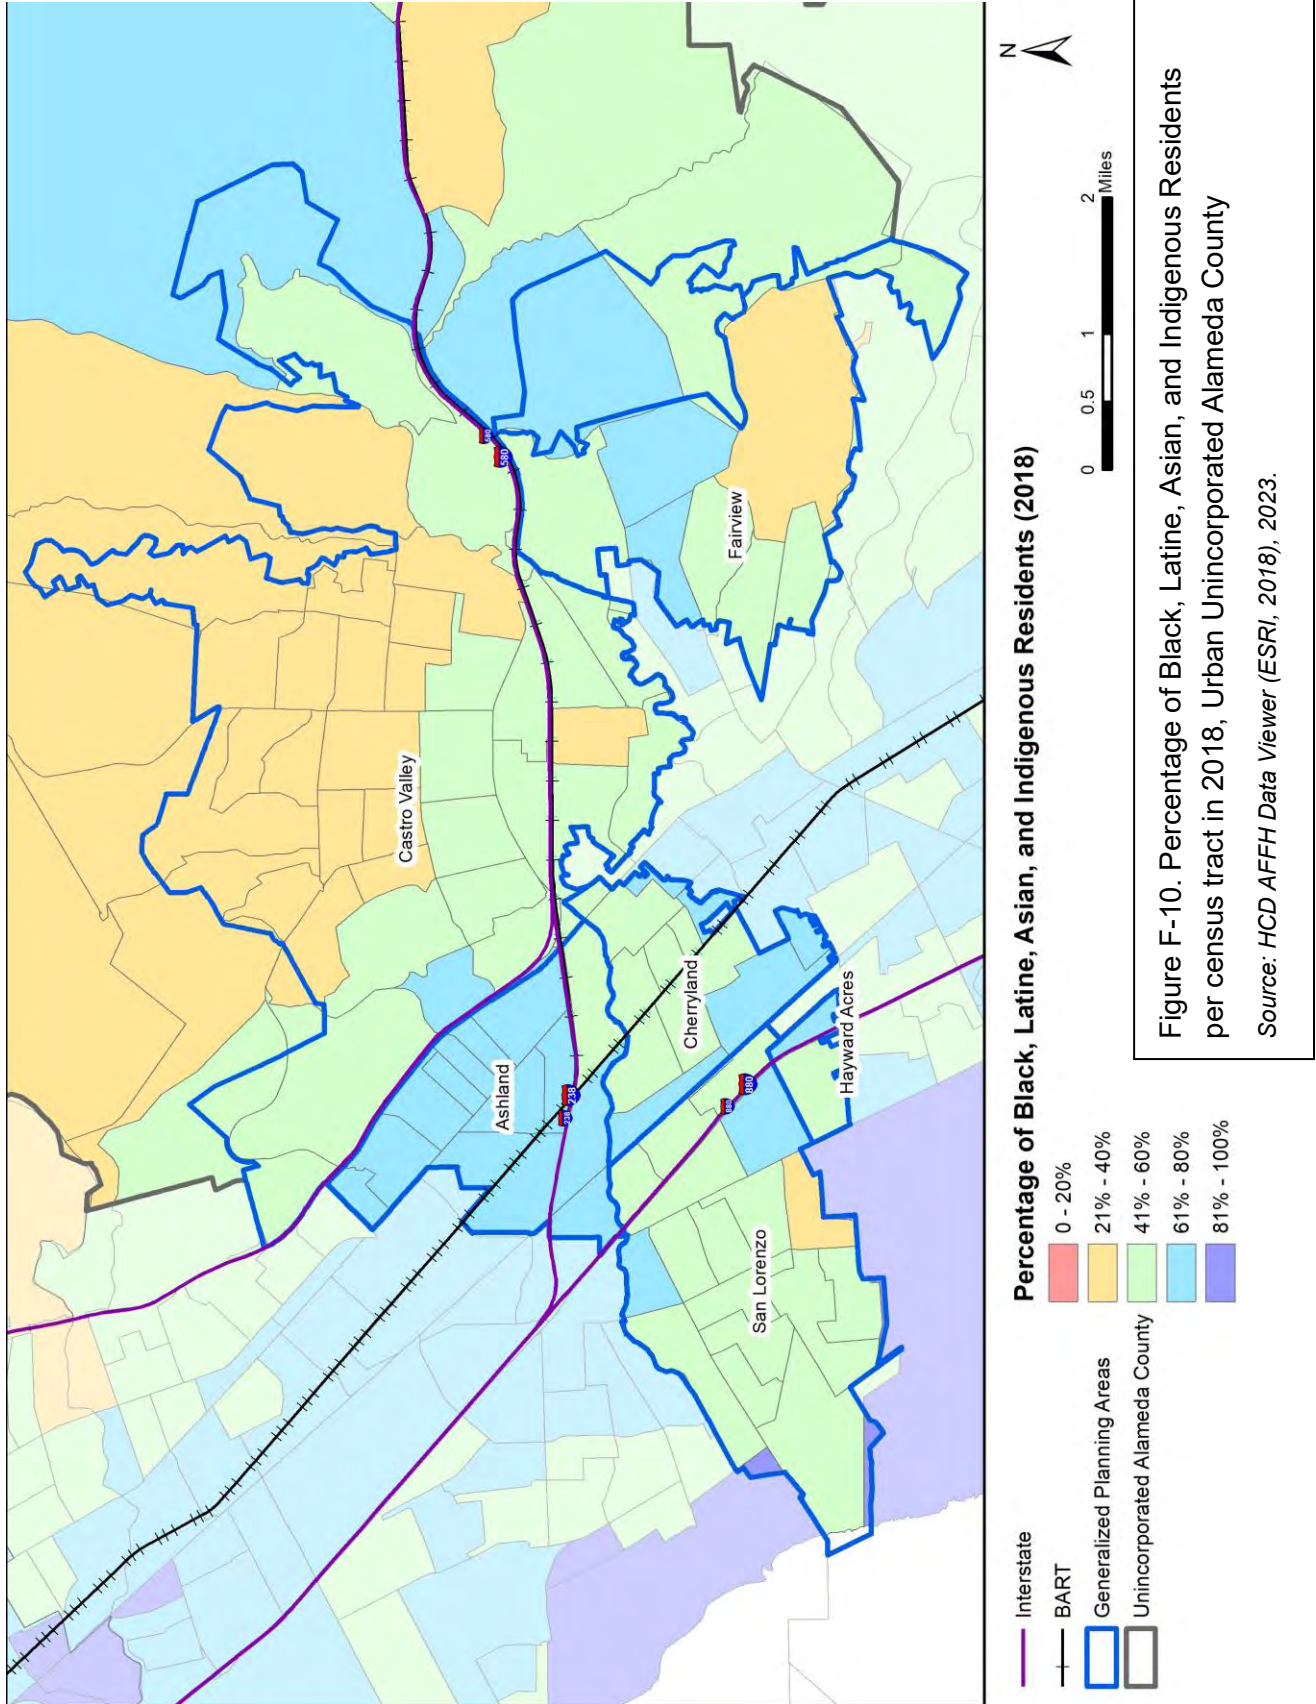 Castro Valley
Ashland
Fairview
Cherryland
Hayward Acres
San Lorenzo
580
580
238
238
880
880
Percentage of Black, Latine, Asian, and Indigenous Residents (2018)
Interstate
BART
Generalized Planning Areas
Unincorporated Alameda County
0 - 20%
21% - 40%
41% - 60%
61% - 80%
81% - 100%
0 0.5 1 2
Miles
N
Figure F-10. Percentage of Black, Latine, Asian, and Indigenous Residents
per census tract in 2018, Urban Unincorporated Alameda County
Source: HCD AFFH Data Viewer (ESRI, 2018), 2023.